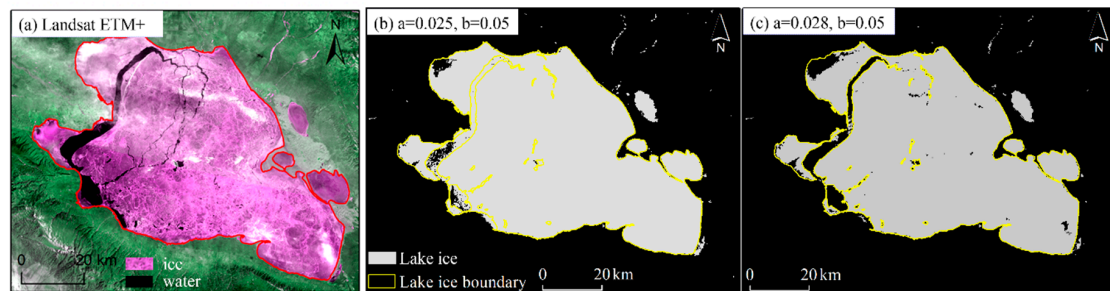 (a) Landsat ETM+
N
0 20 km
ice
water
(b) a=0.025, b=0.05
N
Lake ice
Lake ice boundary
0 20 km
(c) a=0.028, b=0.05
N
0 20 km